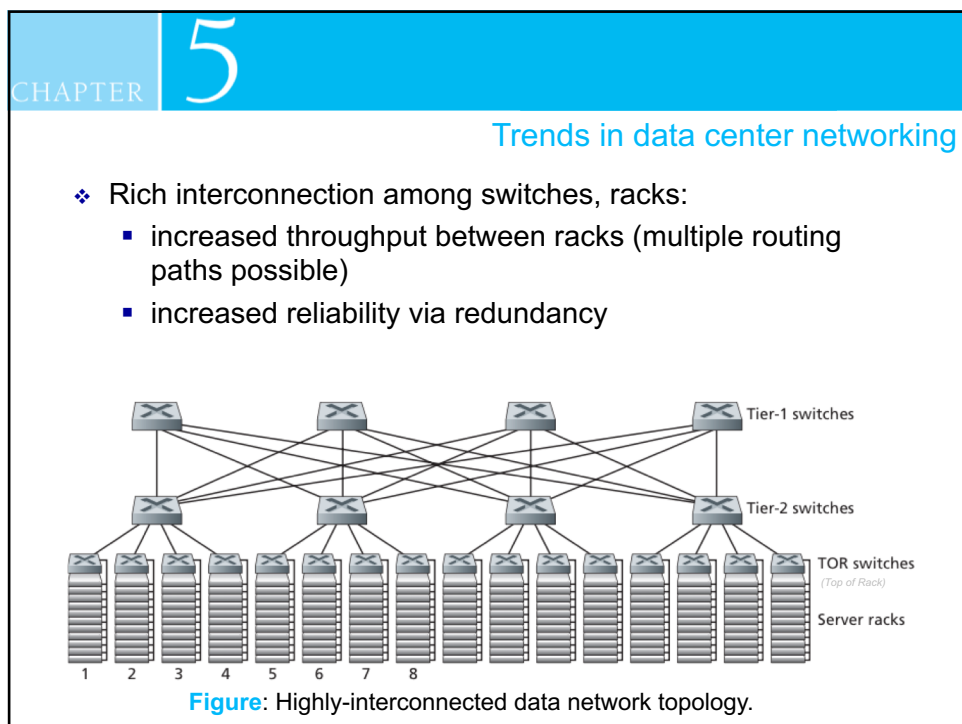 CHAPTER 5
Trends in data center networking
❖ Rich interconnection among switches, racks:
▪ increased throughput between racks (multiple routing
paths possible)
▪ increased reliability via redundancy
Tier-1 switches
Tier-2 switches
TOR switches
(Top of Rack)
Server racks
1 2 3 4 5 6 7 8
Figure: Highly-interconnected data network topology.